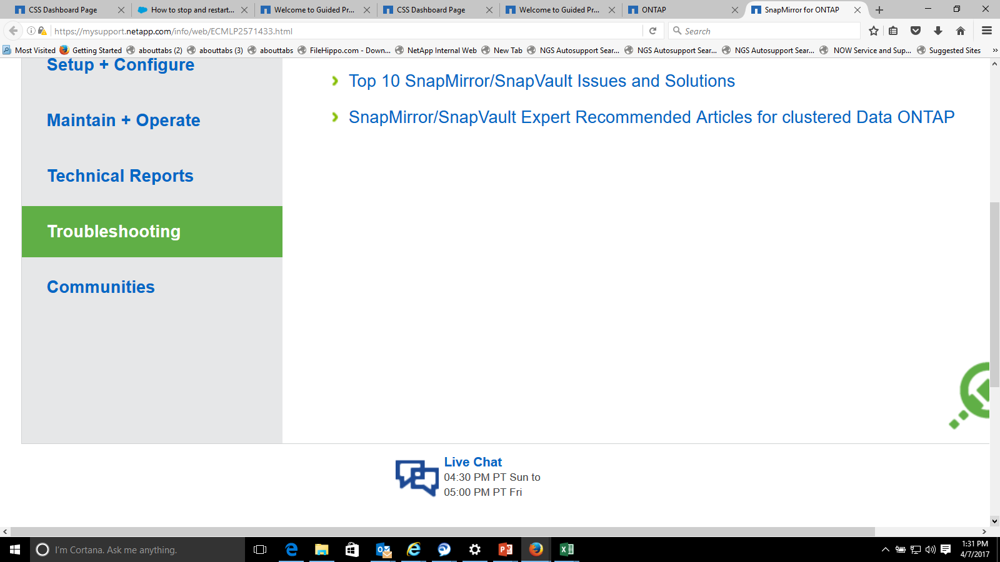 CSS Dashboard Page
How to stop and restart...
Welcome to Guided Pr...
CSS Dashboard Page
Welcome to Guided Pr...
ONTAP
SnapMirror for ONTAP
https://mysupport.netapp.com/info/web/ECMLP2571433.html
Search
Most Visited
Getting Started
abouttabs (2)
abouttabs (3)
abouttabs
FileHippo.com - Down...
NetApp Internal Web
New Tab
NGS Autosupport Sear...
NGS Autosupport Sear...
NGS Autosupport Sear...
NOW Service and Sup...
Suggested Sites
Setup + Configure
Maintain + Operate
Technical Reports
Troubleshooting
Communities
Top 10 SnapMirror/SnapVault Issues and Solutions
SnapMirror/SnapVault Expert Recommended Articles for clustered Data ONTAP
Live Chat
04:30 PM PT Sun to
05:00 PM PT Fri
I'm Cortana. Ask me anything.
1:31 PM
4/7/2017